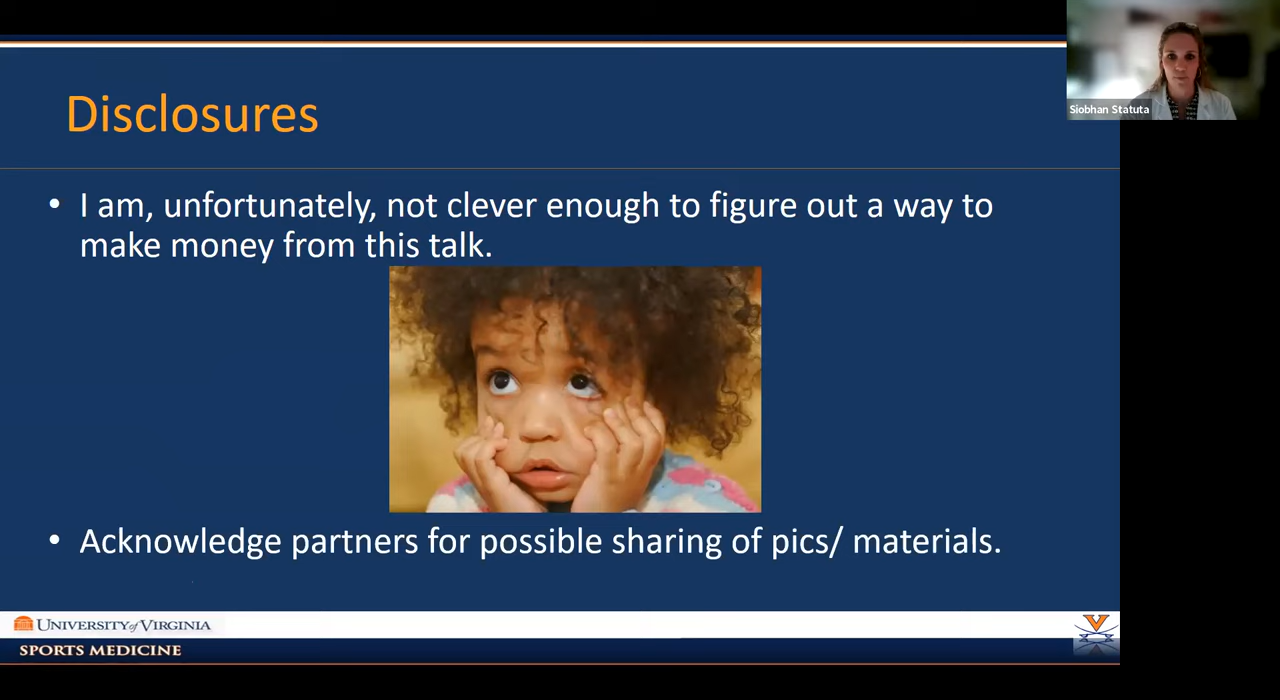 Siobhan Statuta
Disclosures
• I am, unfortunately, not clever enough to figure out a way to
make money from this talk.
• Acknowledge partners for possible sharing of pics/ materials.
UNIVERSITY of VIRGINIA
SPORTS MEDICINE